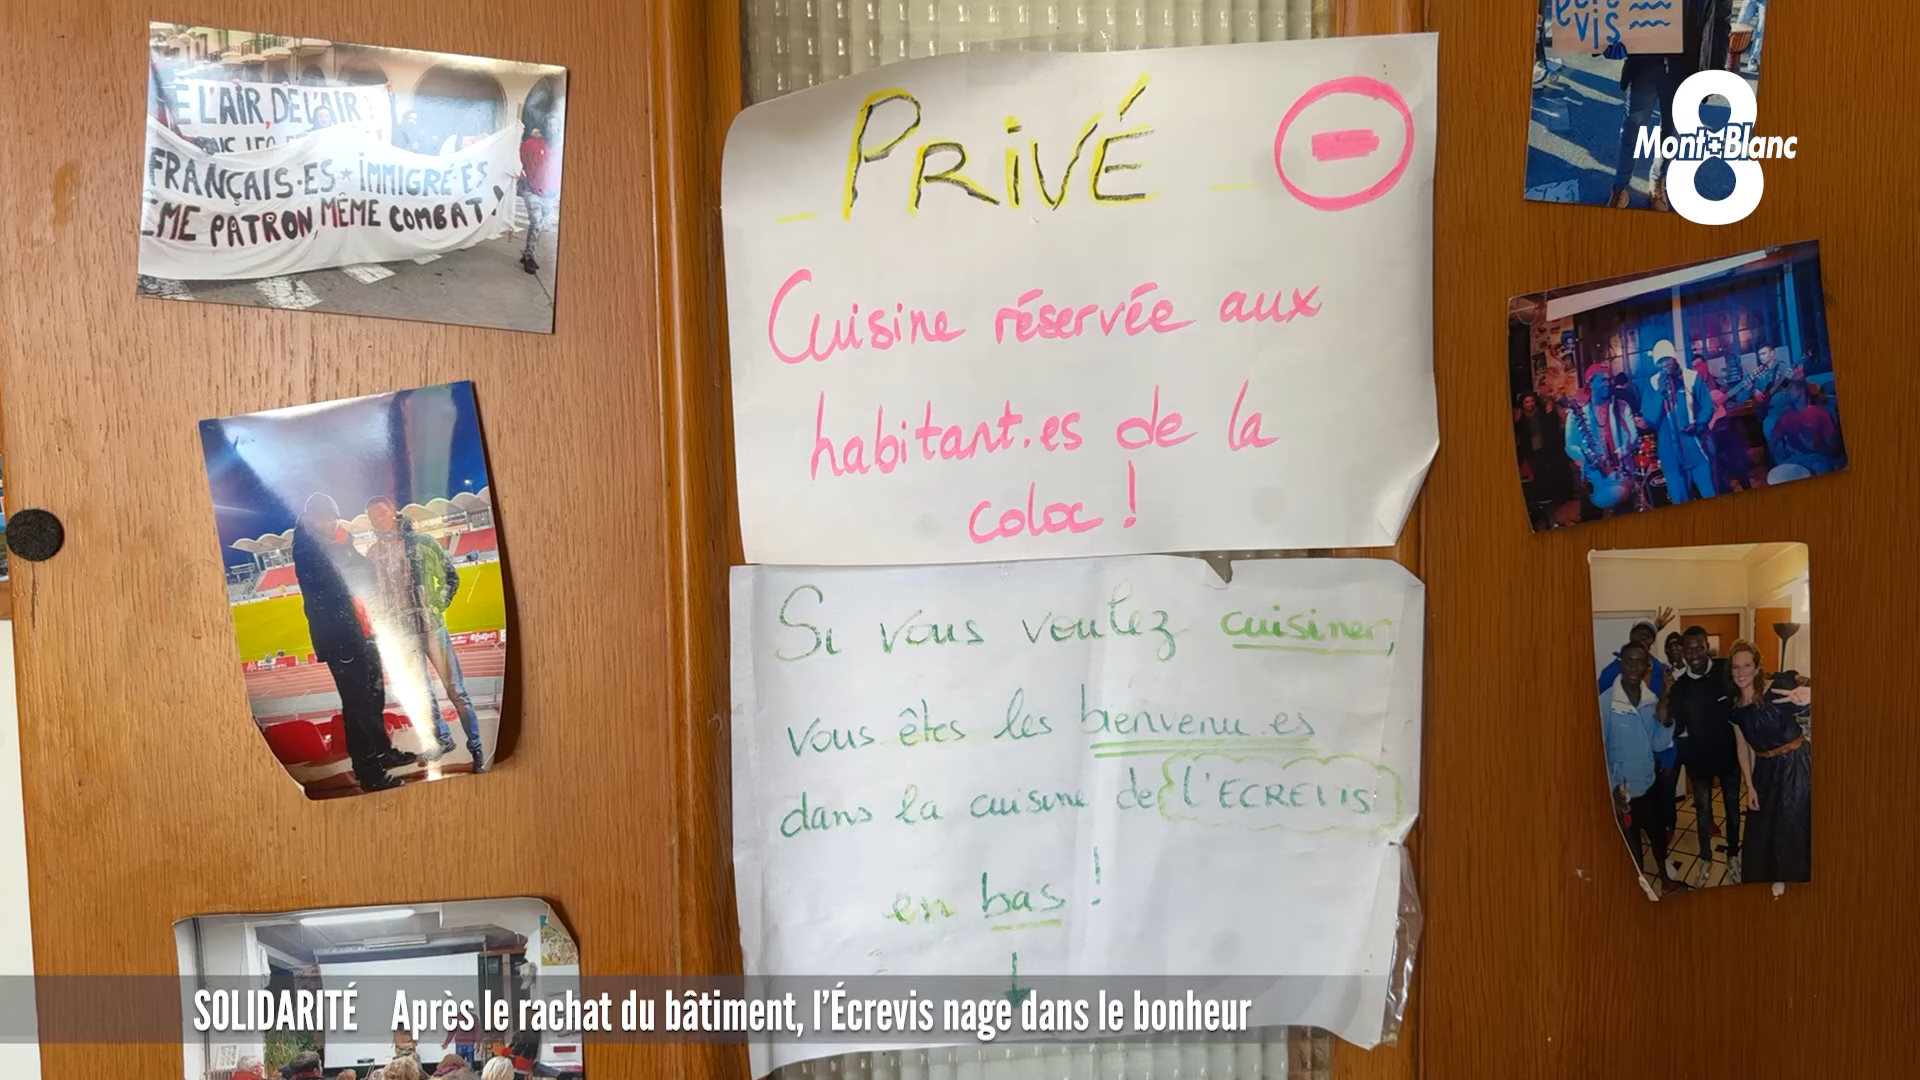 L'AIR, DE L'AIR
FRANÇAIS·ES * IMMIGRÉ·ES
PATRON, MÊME COMBAT !
PRIVÉ
Cuisine réservée aux
habitant.es de la
coloc !
Si vous voulez cuisiner,
vous êtes les bienvenu.es
dans la cuisine de l'ECREVIS
en bas !
vis
8
Mont-Blanc
SOLIDARITÉ Après le rachat du bâtiment, l'Écrevis nage dans le bonheur